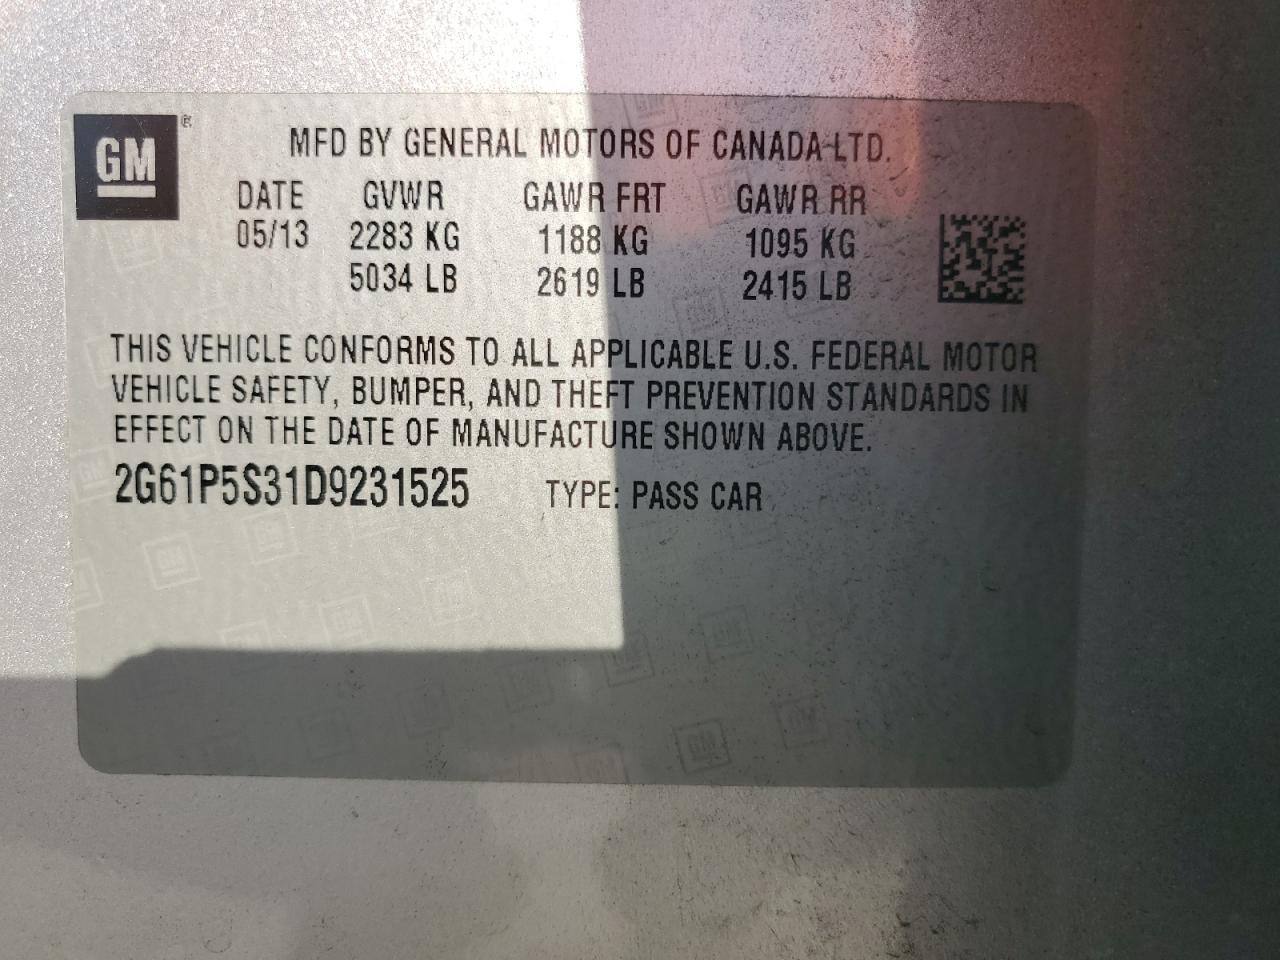 GM ®
MFD BY GENERAL MOTORS OF CANADA LTD.
DATE GVWR GAWR FRT GAWR RR
05/13 2283 KG 1188 KG 1095 KG
5034 LB 2619 LB 2415 LB
THIS VEHICLE CONFORMS TO ALL APPLICABLE U.S. FEDERAL MOTOR
VEHICLE SAFETY, BUMPER, AND THEFT PREVENTION STANDARDS IN
EFFECT ON THE DATE OF MANUFACTURE SHOWN ABOVE.
2G61P5S31D9231525 TYPE: PASS CAR